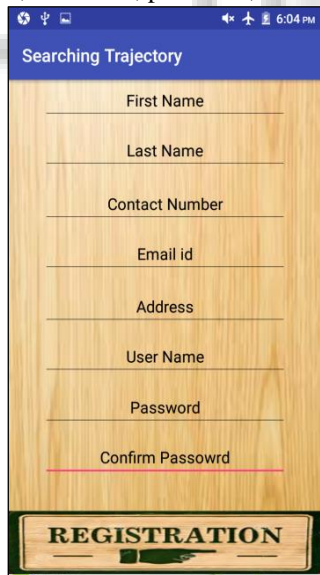 6:04 PM
Searching Trajectory
First Name
Last Name
Contact Number
Email id
Address
User Name
Password
Confirm Passowrd
REGISTRATION